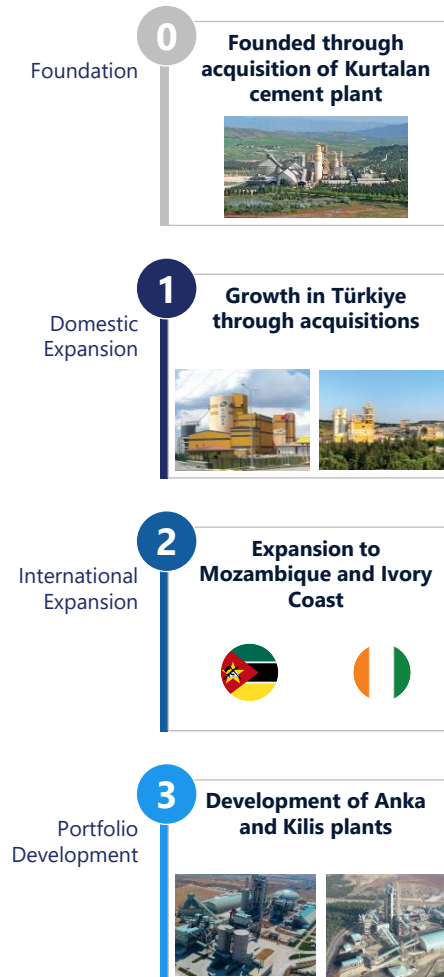 0
Foundation
Founded through
acquisition of Kurtalan
cement plant
1
Domestic
Expansion
Growth in Türkiye
through acquisitions
2
International
Expansion
Expansion to
Mozambique and Ivory
Coast
3
Portfolio
Development
Development of Anka
and Kilis plants